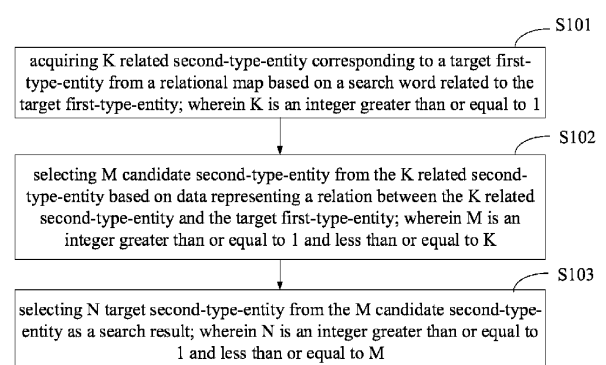 S101
acquiring K related second-type-entity corresponding to a target first-
type-entity from a relational map based on a search word related to the
target first-type-entity; wherein K is an integer greater than or equal to 1
S102
selecting M candidate second-type-entity from the K related second-
type-entity based on data representing a relation between the K related
second-type-entity and the target first-type-entity; wherein M is an
integer greater than or equal to 1 and less than or equal to K
S103
selecting N target second-type-entity from the M candidate second-type-
entity as a search result; wherein N is an integer greater than or equal to
1 and less than or equal to M